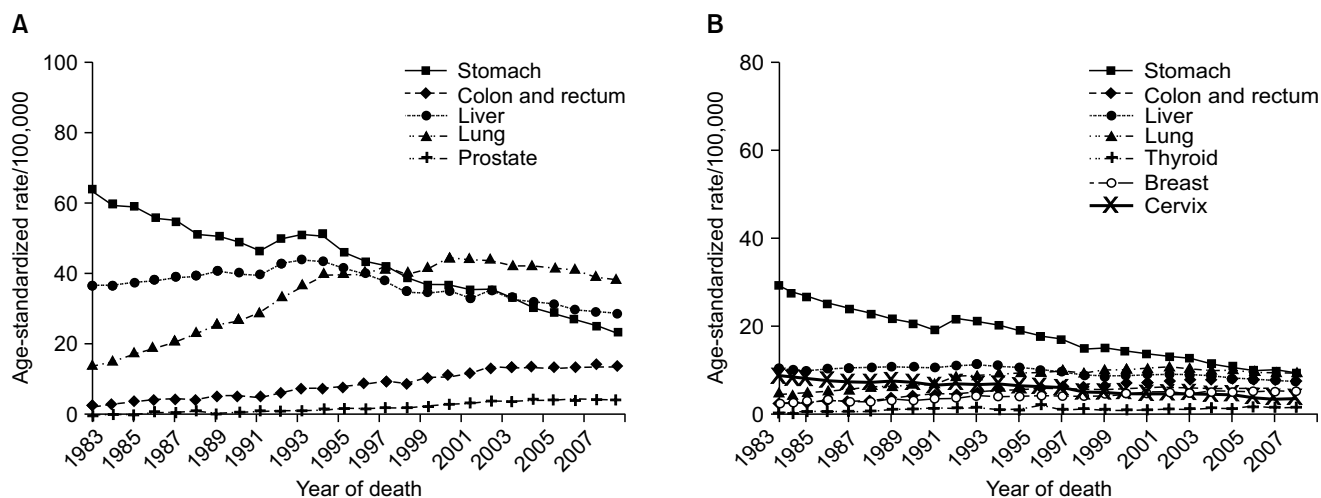 A
Age-standardized rate/100,000
100
80
60
40
20
0
Stomach
Colon and rectum
Liver
Lung
Prostate
1983
1985
1987
1989
1991
1993
1995
1997
1999
2001
2003
2005
2007
Year of death
B
Age-standardized rate/100,000
80
60
40
20
0
Stomach
Colon and rectum
Liver
Lung
Thyroid
Breast
Cervix
1983
1985
1987
1989
1991
1993
1995
1997
1999
2001
2003
2005
2007
Year of death